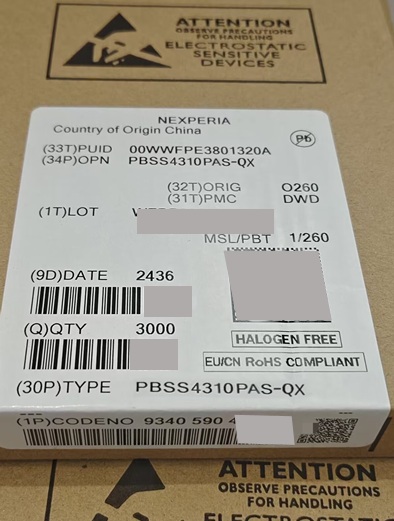 ATTENTION
OBSERVE PRECAUTIONS
FOR HANDLING
ELECTROSTATIC
SENSITIVE
DEVICES
NEXPERIA
Country of Origin China
Pb
(33T)PUID 00WWFPE3801320A
(34P)OPN PBSS4310PAS-QX
(32T)ORIG O260
(31T)PMC DWD
(1T)LOT
MSL/PBT 1/260
(9D)DATE 2436
(Q)QTY 3000
HALOGEN FREE
EU/CN RoHS COMPLIANT
(30P)TYPE PBSS4310PAS-QX
(1P)CODENO 9340 590
ATTENTION
OBSERVE PRECAUTIONS
FOR HANDLING
ELECTROSTATIC